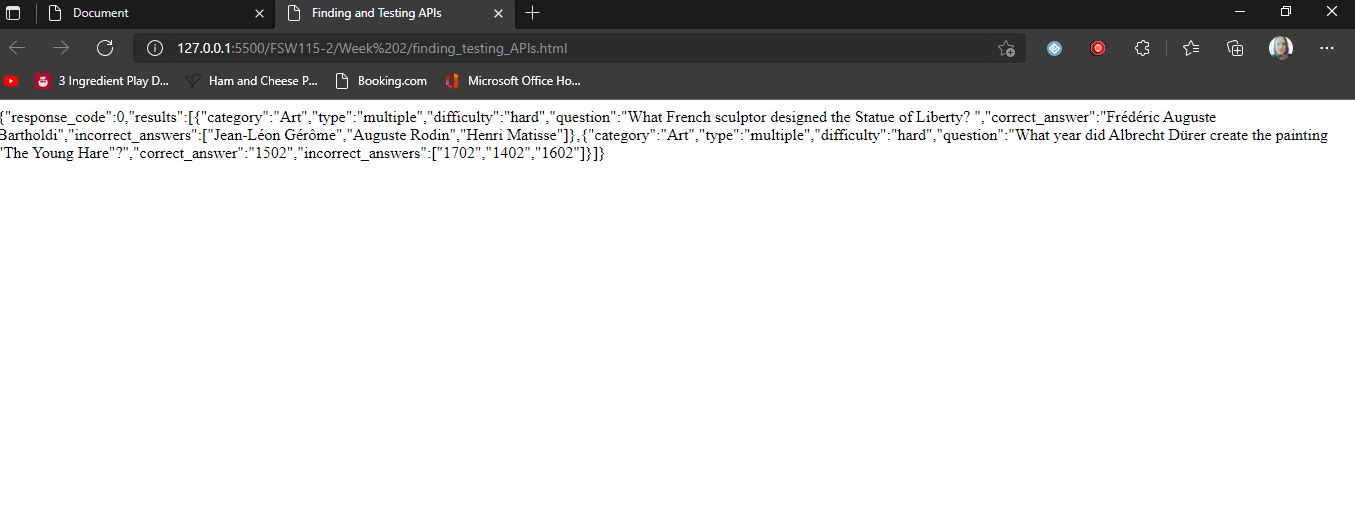 Document
Finding and Testing APIs
127.0.0.1:5500/FSW115-2/Week%202/finding_testing_APIs.html
3 Ingredient Play D...
Ham and Cheese P...
Booking.com
Microsoft Office Ho...
{"response_code":0,"results":[{"category":"Art","type":"multiple","difficulty":"hard","question":"What French sculptor designed the Statue of Liberty? ","correct_answer":"Frédéric Auguste
Bartholdi","incorrect_answers":["Jean-Léon Gérôme","Auguste Rodin","Henri Matisse"]},{"category":"Art","type":"multiple","difficulty":"hard","question":"What year did Albrecht Dürer create the painting
"The Young Hare"?","correct_answer":"1502","incorrect_answers":["1702","1402","1602"]}]}